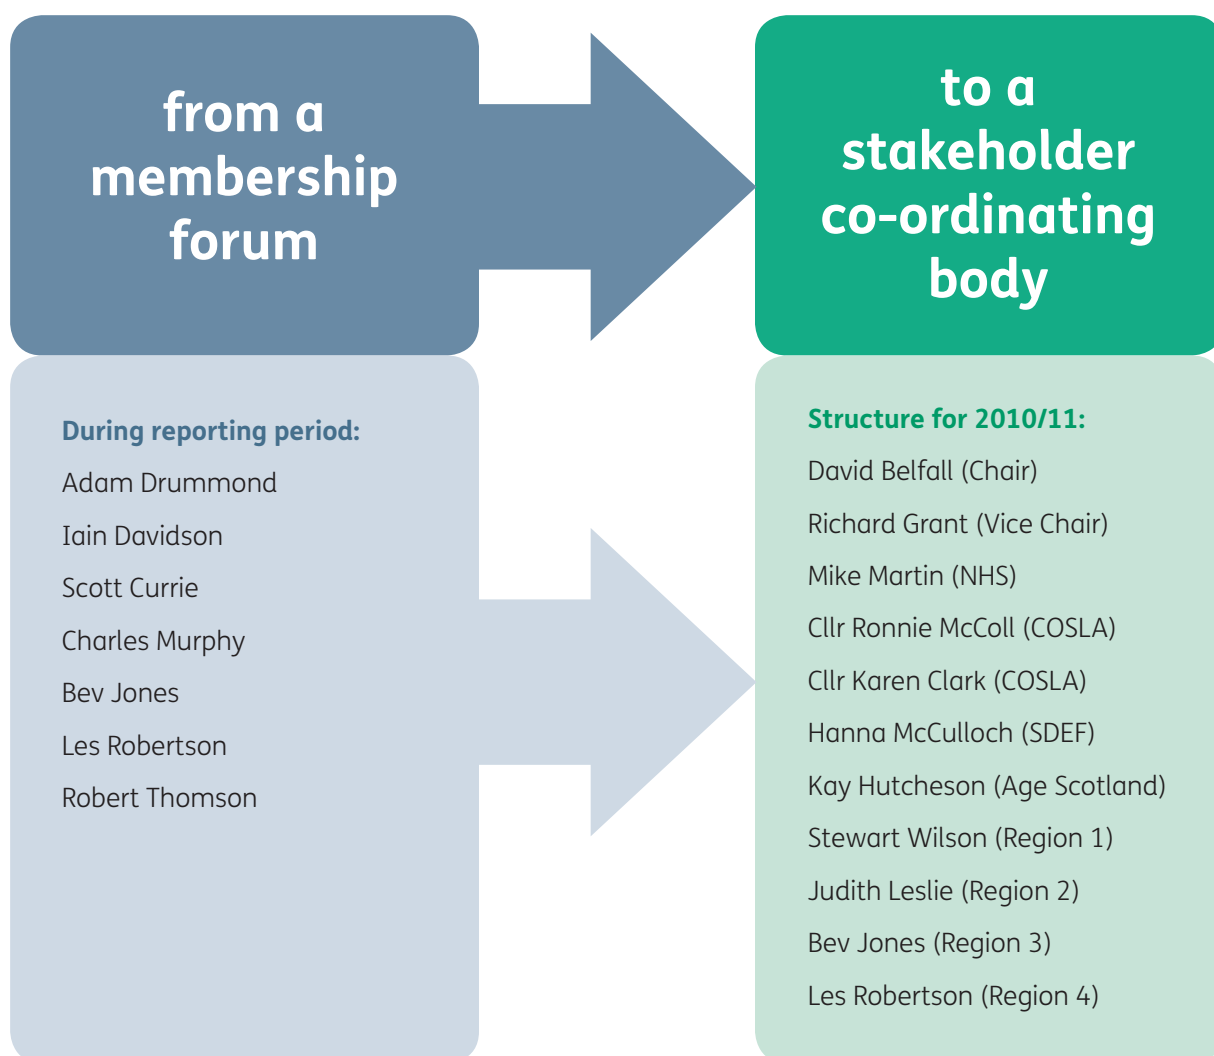 from a
membership
forum
to a
stakeholder
co-ordinating
body
During reporting period:
Adam Drummond
Iain Davidson
Scott Currie
Charles Murphy
Bev Jones
Les Robertson
Robert Thomson
Structure for 2010/11:
David Belfall (Chair)
Richard Grant (Vice Chair)
Mike Martin (NHS)
Cllr Ronnie McColl (COSLA)
Cllr Karen Clark (COSLA)
Hanna McCulloch (SDEF)
Kay Hutcheson (Age Scotland)
Stewart Wilson (Region 1)
Judith Leslie (Region 2)
Bev Jones (Region 3)
Les Robertson (Region 4)